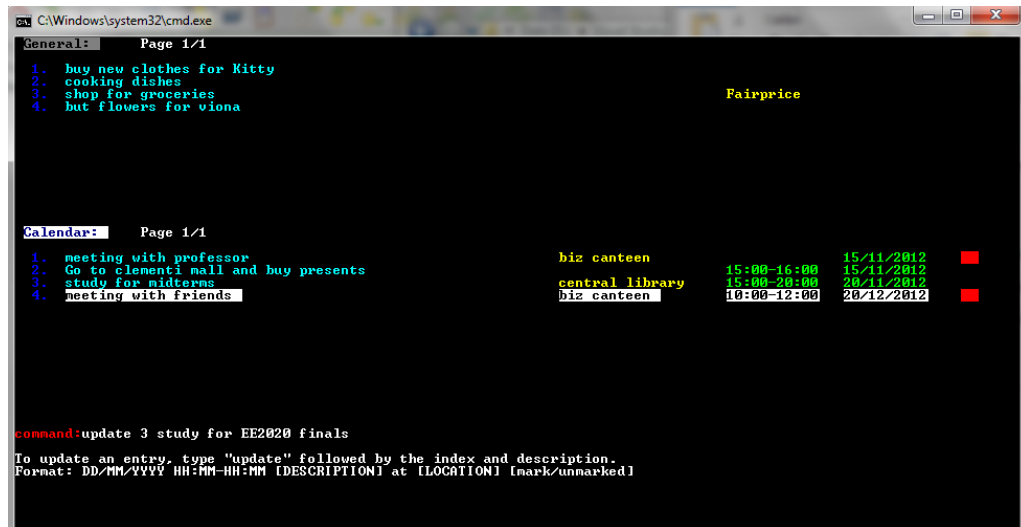 C:\Windows\system32\cmd.exe
General: Page 1/1
1. buy new clothes for Kitty
2. cooking dishes
3. shop for groceries Fairprice
4. but flowers for viona
Calendar: Page 1/1
1. meeting with professor biz canteen 15/11/2012
2. Go to clementi mall and buy presents 15:00-16:00 15/11/2012
3. study for midterms central library 15:00-20:00 20/11/2012
4. meeting with friends biz canteen 10:00-12:00 20/12/2012
command:update 3 study for EE2020 finals
To update an entry, type "update" followed by the index and description.
Format: DD/MM/YYYY HH:MM-HH:MM [DESCRIPTION] at [LOCATION] [mark/unmarked]